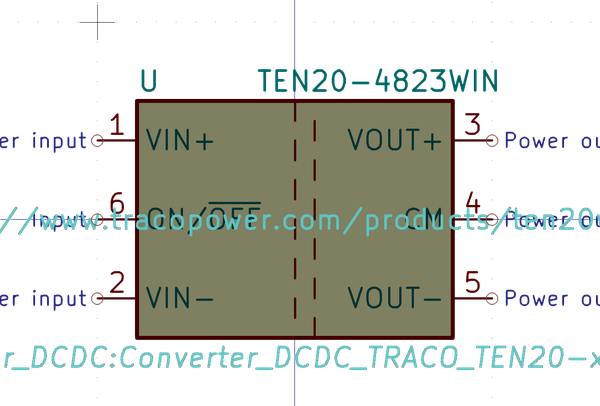 U TEN20-4823WIN
er input 1 VIN+ VOUT+ 3 Power ou
Input 6 ON/OFF CM 4 Power ou
//www.tracopower.com/products/ten20
er input 2 VIN- VOUT- 5 Power ou
r_DCDC:Converter_DCDC_TRACO_TEN20-x